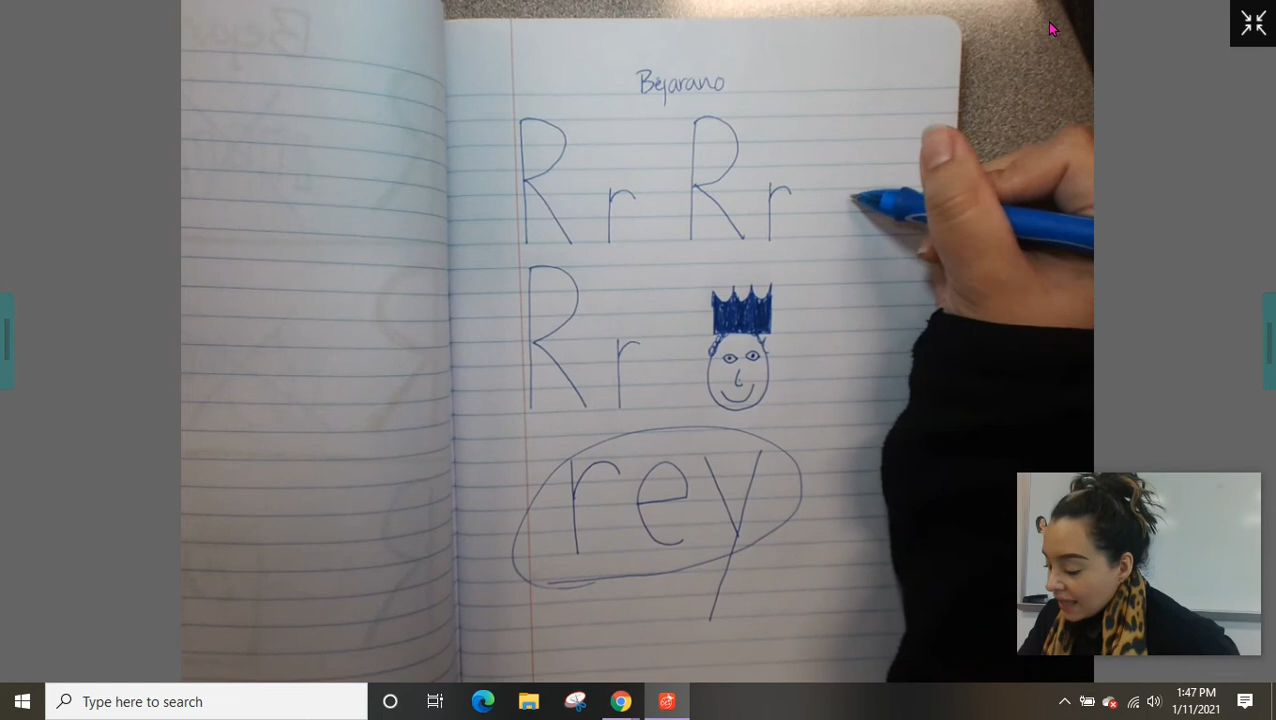 Bejarano
R r R r
R r
rey
Type here to search
1:47 PM
1/11/2021